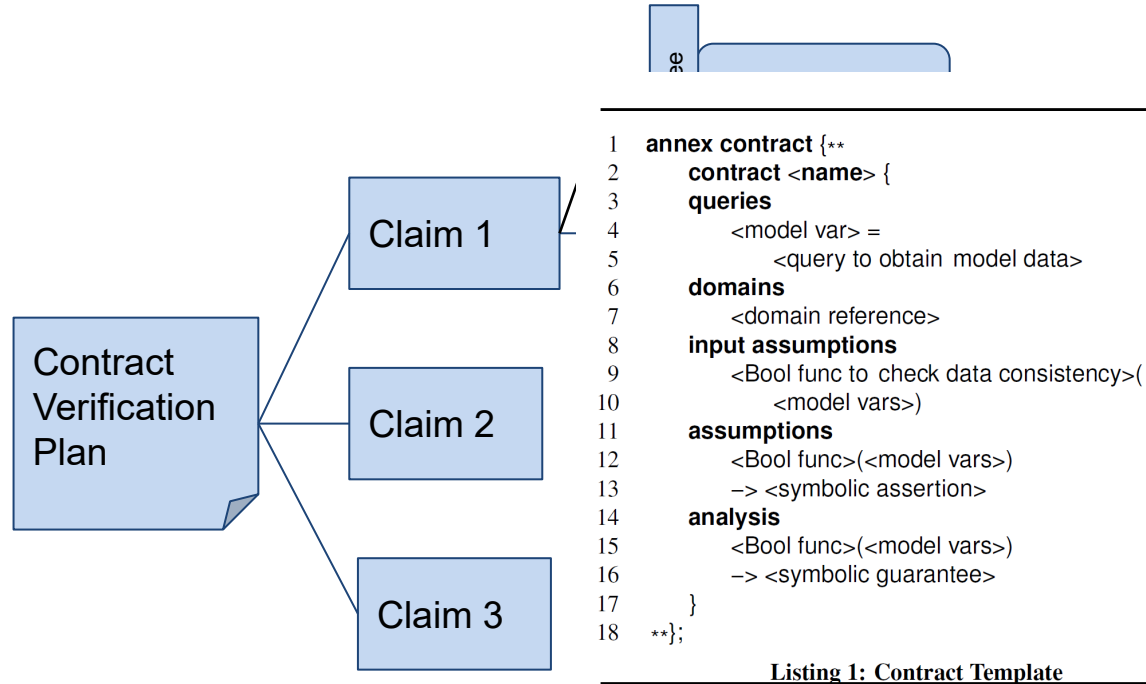 Contract
Verification
Plan
Claim 1
Claim 2
Claim 3
ee
1 annex contract {**
2 contract <name> {
3 queries
4 <model var> =
5 <query to obtain model data>
6 domains
7 <domain reference>
8 input assumptions
9 <Bool func to check data consistency>(
10 <model vars>)
11 assumptions
12 <Bool func>(<model vars>)
13 −> <symbolic assertion>
14 analysis
15 <Bool func>(<model vars>)
16 −> <symbolic guarantee>
17 }
18 **};
Listing 1: Contract Template